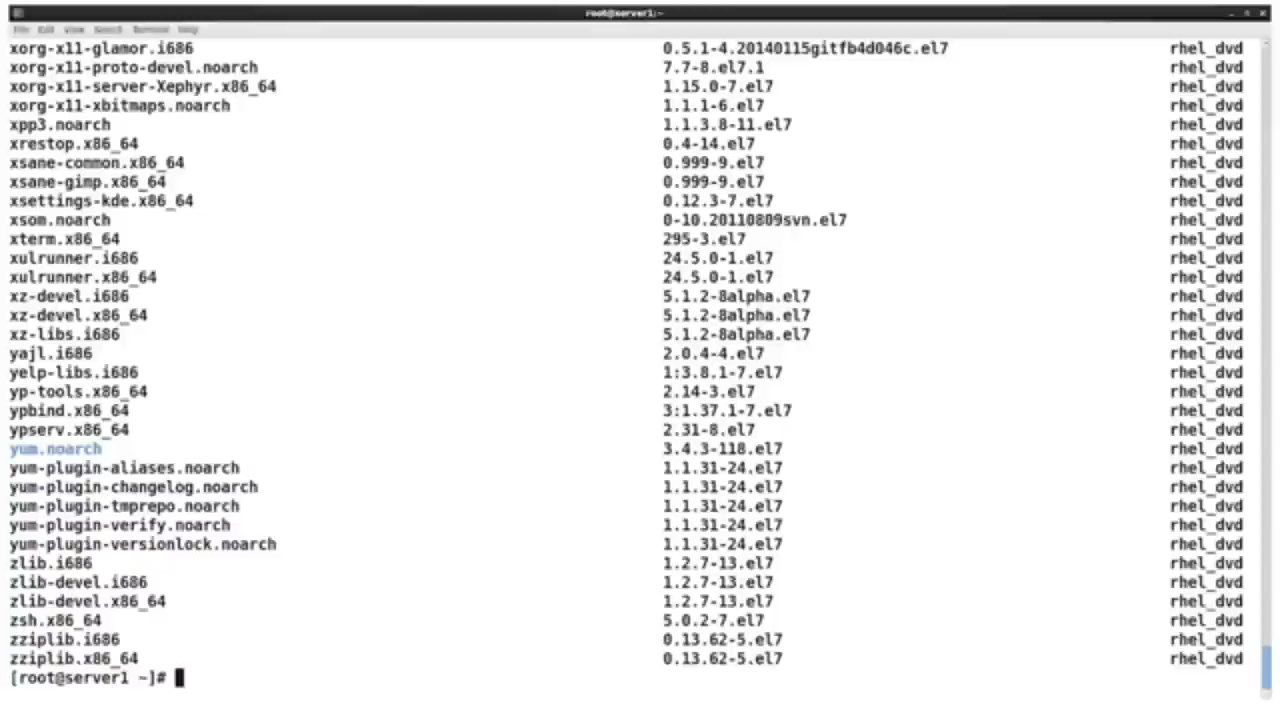 root@server1:~
File Edit View Search Terminal Help
xorg-x11-glamor.i686 0.5.1-4.20140115gitfb4d046c.el7 rhel_dvd
xorg-x11-proto-devel.noarch 7.7-8.el7.1 rhel_dvd
xorg-x11-server-Xephyr.x86_64 1.15.0-7.el7 rhel_dvd
xorg-x11-xbitmaps.noarch 1.1.1-6.el7 rhel_dvd
xpp3.noarch 1.1.3.8-11.el7 rhel_dvd
xrestop.x86_64 0.4-14.el7 rhel_dvd
xsane-common.x86_64 0.999-9.el7 rhel_dvd
xsane-gimp.x86_64 0.999-9.el7 rhel_dvd
xsettings-kde.x86_64 0.12.3-7.el7 rhel_dvd
xsom.noarch 0-10.20110809svn.el7 rhel_dvd
xterm.x86_64 295-3.el7 rhel_dvd
xulrunner.i686 24.5.0-1.el7 rhel_dvd
xulrunner.x86_64 24.5.0-1.el7 rhel_dvd
xz-devel.i686 5.1.2-8alpha.el7 rhel_dvd
xz-devel.x86_64 5.1.2-8alpha.el7 rhel_dvd
xz-libs.i686 5.1.2-8alpha.el7 rhel_dvd
yajl.i686 2.0.4-4.el7 rhel_dvd
yelp-libs.i686 1:3.8.1-7.el7 rhel_dvd
yp-tools.x86_64 2.14-3.el7 rhel_dvd
ypbind.x86_64 3:1.37.1-7.el7 rhel_dvd
ypserv.x86_64 2.31-8.el7 rhel_dvd
yum.noarch 3.4.3-118.el7 rhel_dvd
yum-plugin-aliases.noarch 1.1.31-24.el7 rhel_dvd
yum-plugin-changelog.noarch 1.1.31-24.el7 rhel_dvd
yum-plugin-tmprepo.noarch 1.1.31-24.el7 rhel_dvd
yum-plugin-verify.noarch 1.1.31-24.el7 rhel_dvd
yum-plugin-versionlock.noarch 1.1.31-24.el7 rhel_dvd
zlib.i686 1.2.7-13.el7 rhel_dvd
zlib-devel.i686 1.2.7-13.el7 rhel_dvd
zlib-devel.x86_64 1.2.7-13.el7 rhel_dvd
zsh.x86_64 5.0.2-7.el7 rhel_dvd
zziplib.i686 0.13.62-5.el7 rhel_dvd
zziplib.x86_64 0.13.62-5.el7 rhel_dvd
[root@server1 ~]#